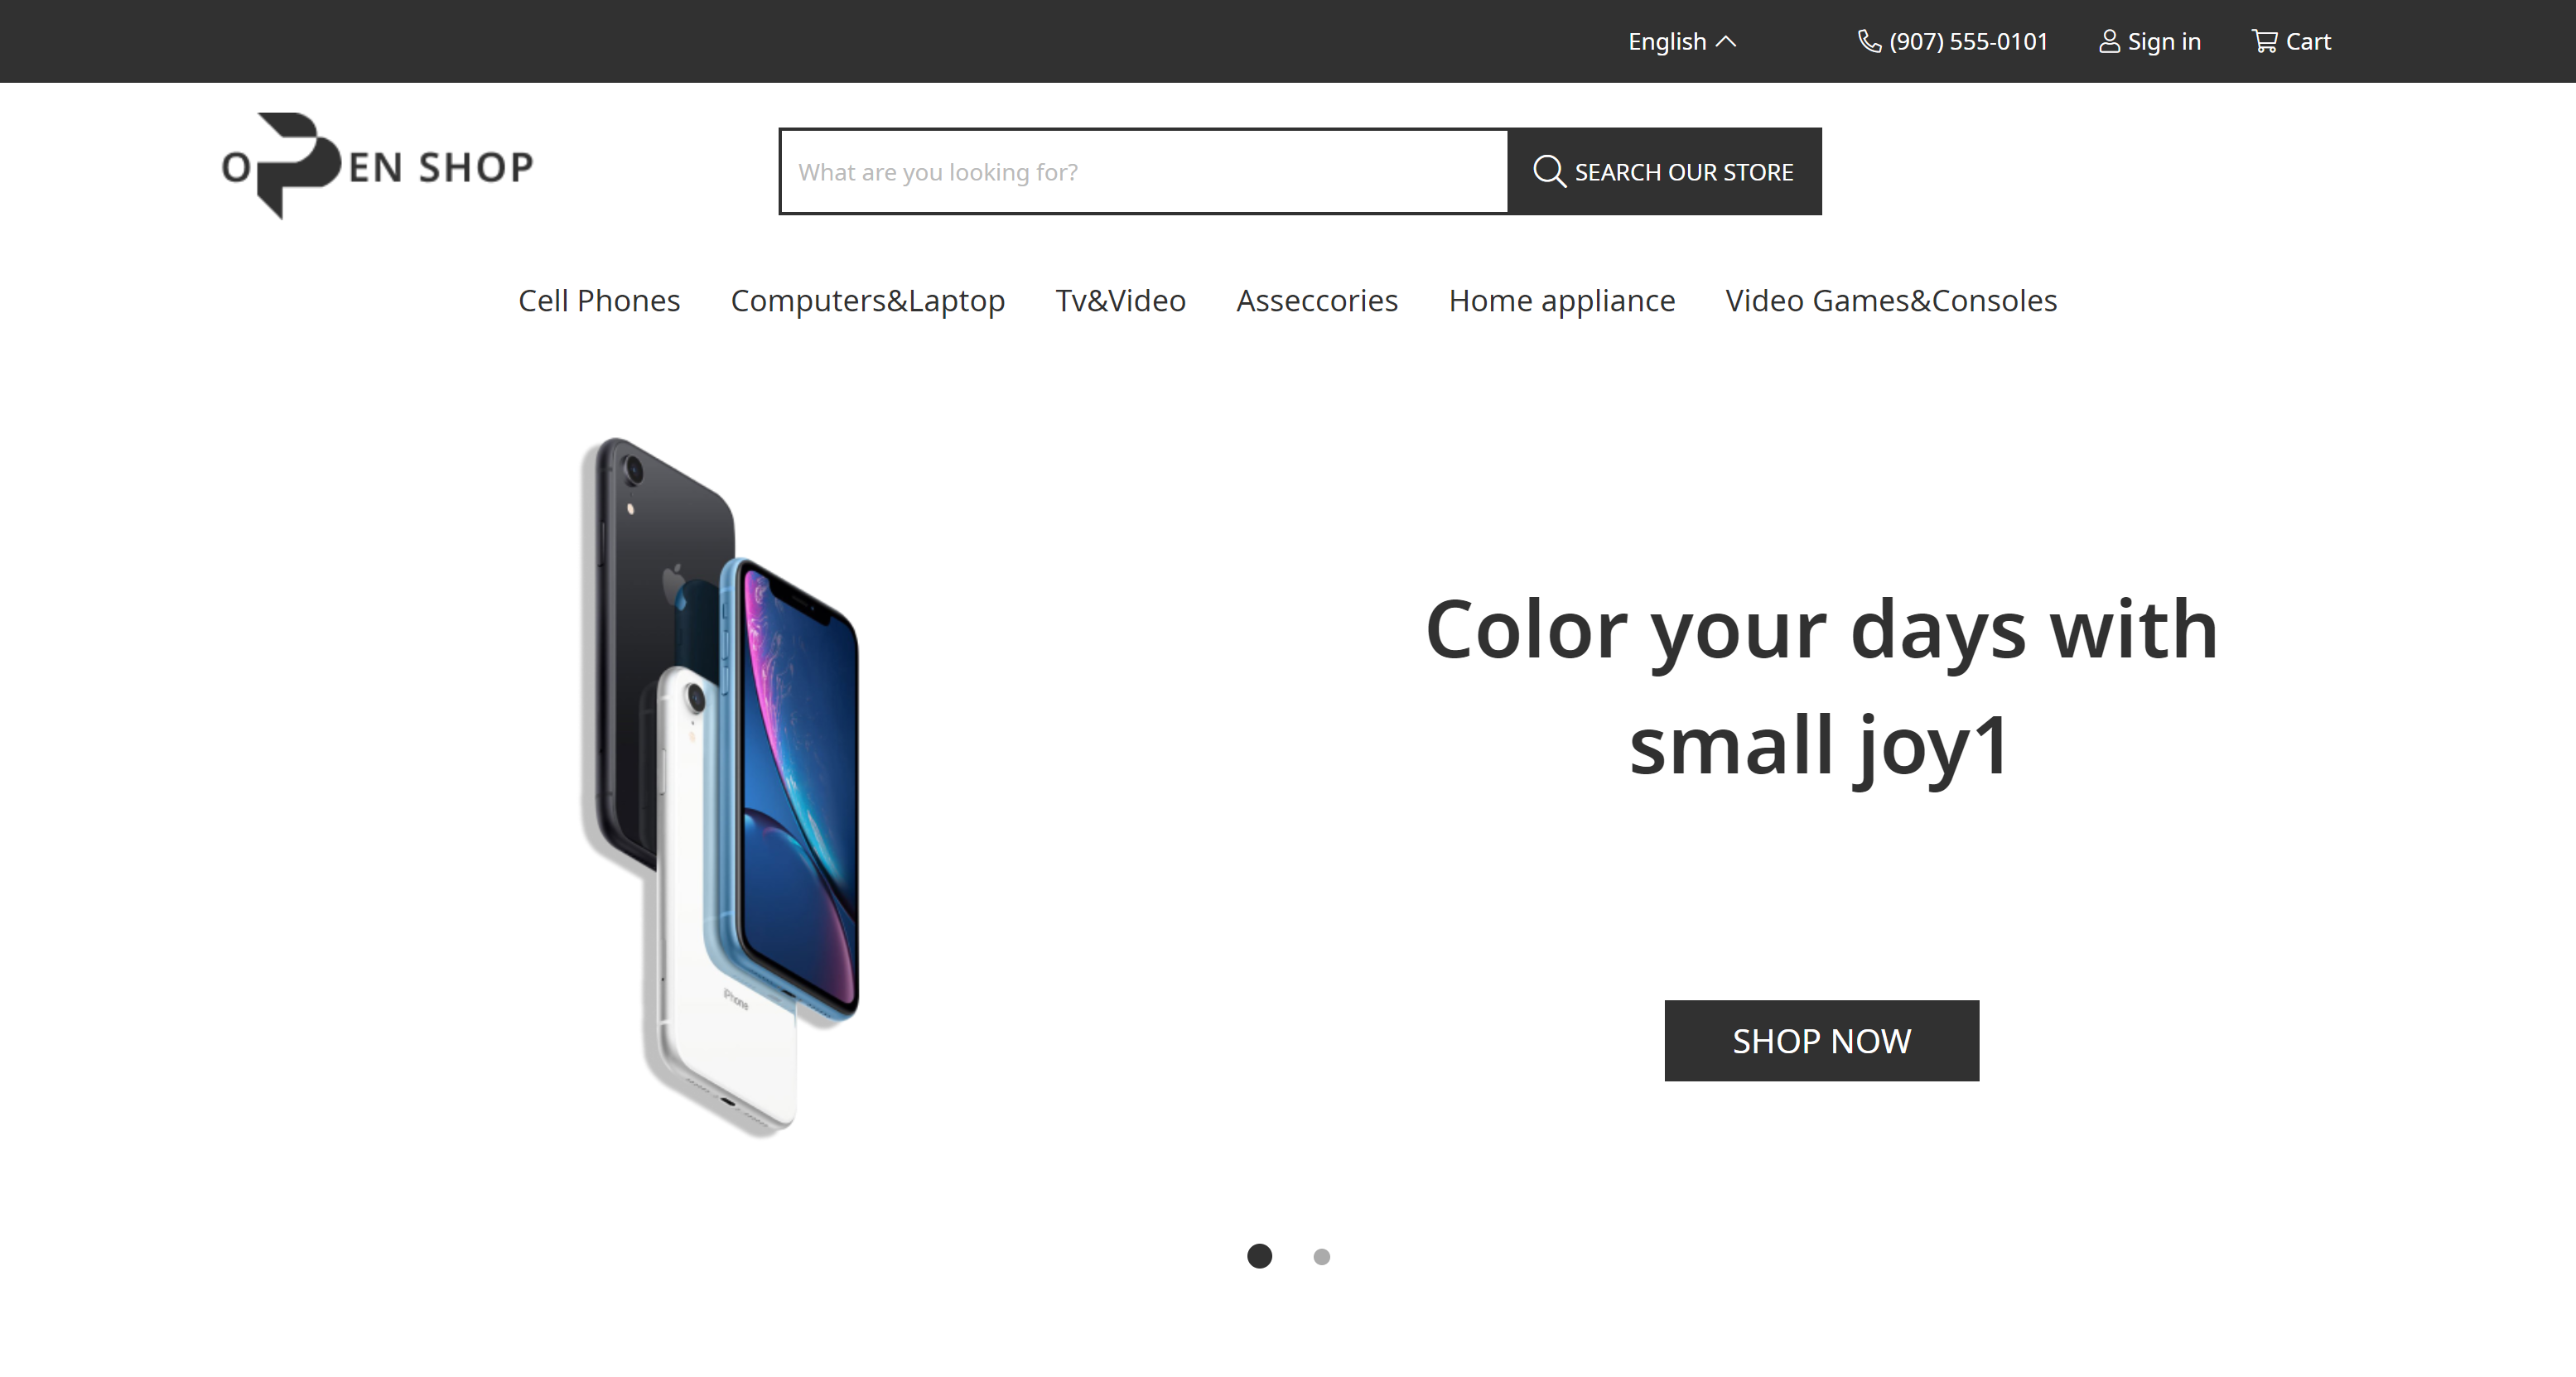 English
(907) 555-0101
Sign in
Cart
OPEN SHOP
What are you looking for?
SEARCH OUR STORE
Cell Phones
Computers&Laptop
Tv&Video
Asseccories
Home appliance
Video Games&Consoles
Color your days with
small joy1
iPhone
SHOP NOW